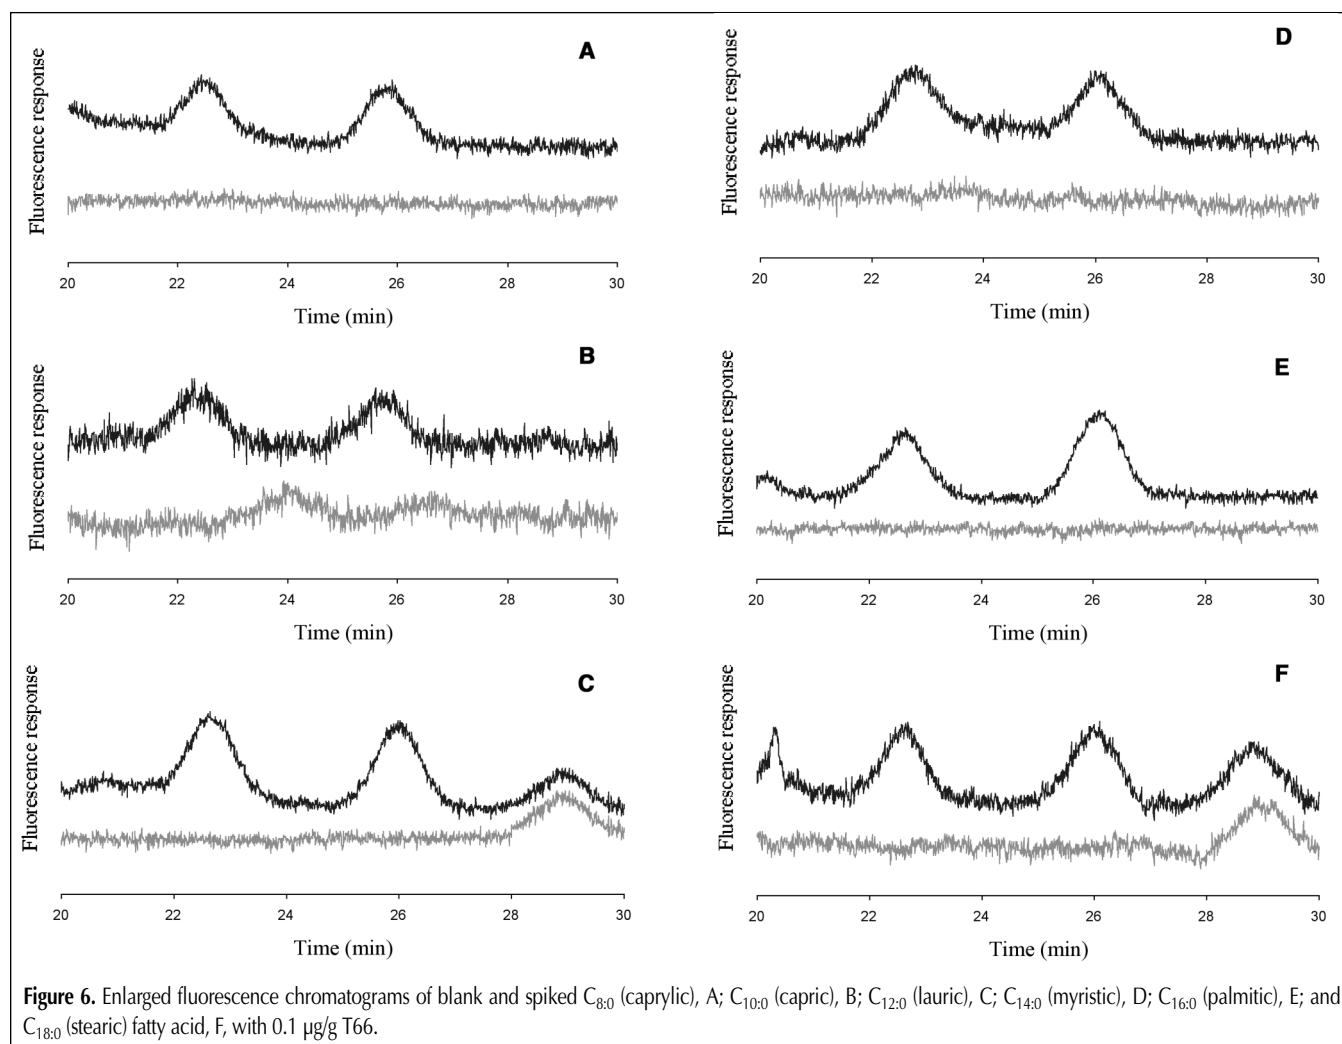 A
Fluorescence response
20 22 24 26 28 30
Time (min)
B
Fluorescence response
20 22 24 26 28 30
Time (min)
C
Fluorescence response
20 22 24 26 28 30
Time (min)
D
Fluorescence response
20 22 24 26 28 30
Time (min)
E
Fluorescence response
20 22 24 26 28 30
Time (min)
F
Fluorescence response
20 22 24 26 28 30
Time (min)
Figure 6. Enlarged fluorescence chromatograms of blank and spiked C8:0 (caprylic), A; C10:0 (capric), B; C12:0 (lauric), C; C14:0 (myristic), D; C16:0 (palmitic), E; and
C18:0 (stearic) fatty acid, F, with 0.1 µg/g T66.